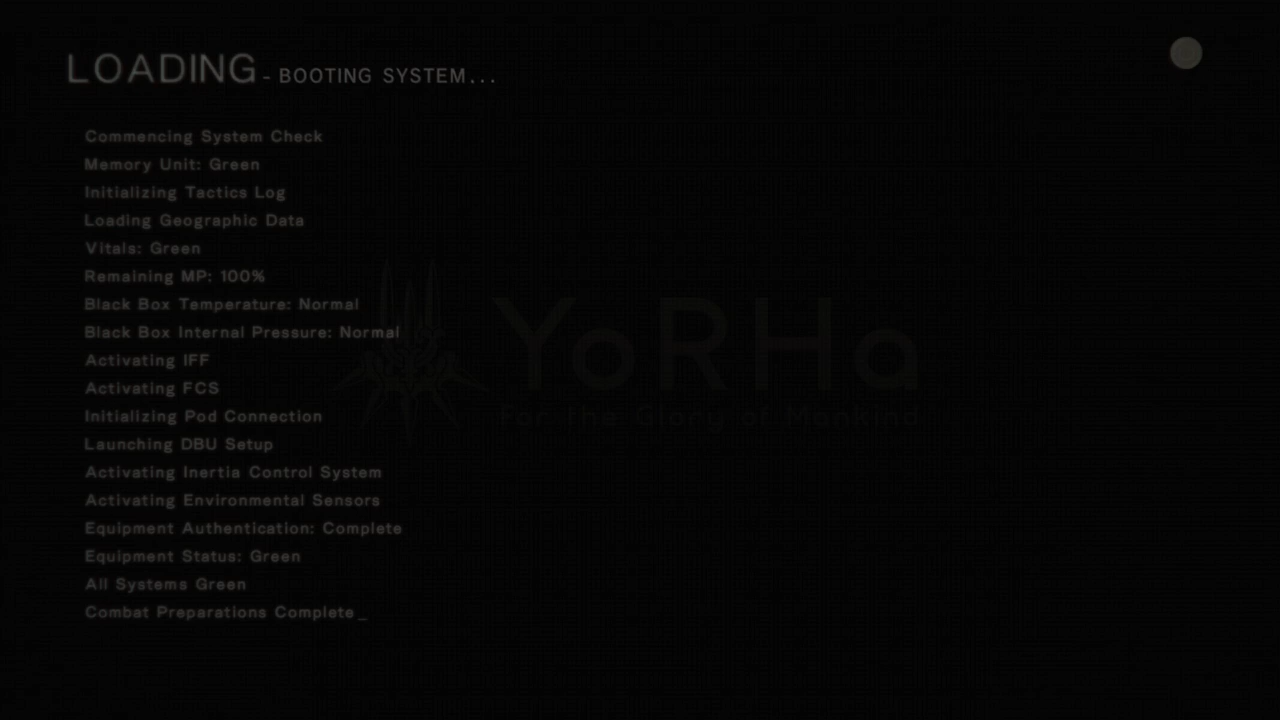 LOADING - BOOTING SYSTEM...
Commencing System Check
Memory Unit: Green
Initializing Tactics Log
Loading Geographic Data
Vitals: Green
Remaining MP: 100%
Black Box Temperature: Normal
Black Box Internal Pressure: Normal
Activating IFF
Activating FCS
Initializing Pod Connection
Launching DBU Setup
Activating Inertia Control System
Activating Environmental Sensors
Equipment Authentication: Complete
Equipment Status: Green
All Systems Green
Combat Preparations Complete_
YoRHa
For the Glory of Mankind